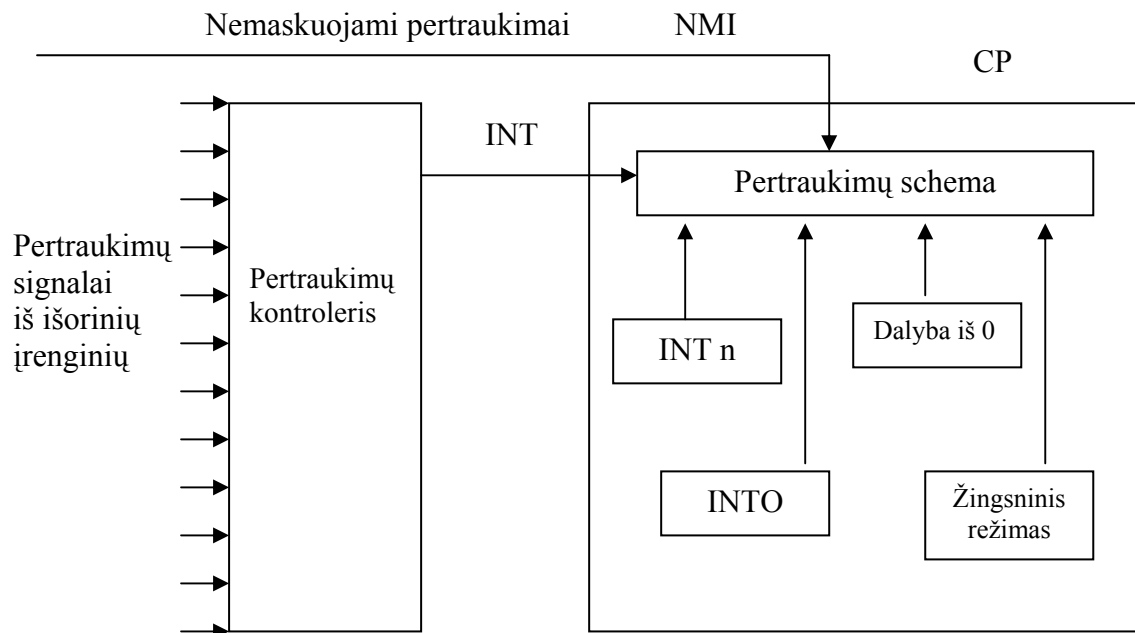 Nemaskuojami pertraukimai NMI
CP
INT
Pertraukimų schema
Pertraukimų
signalai
iš išorinių
įrenginių
Pertraukimų
kontroleris
INT n
Dalyba iš 0
INTO
Žingsninis
režimas